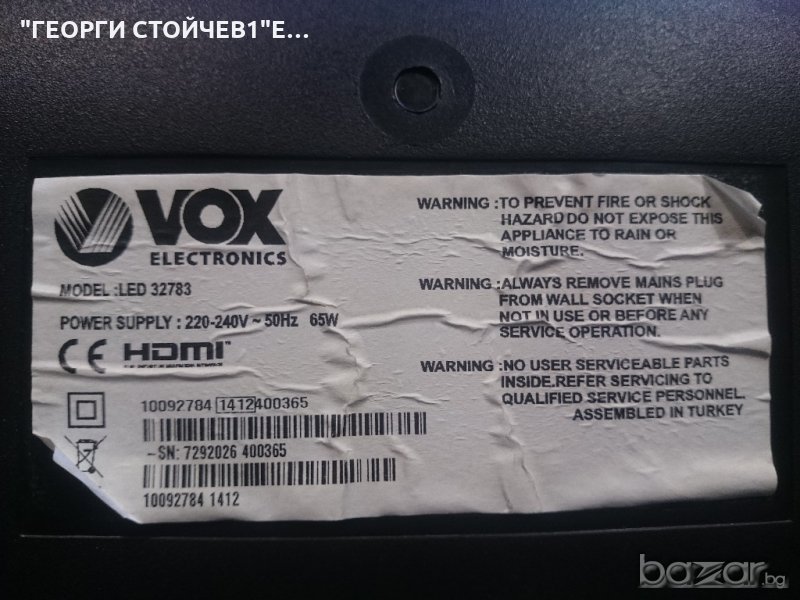 "ГЕОРГИ СТОЙЧЕВ1"Е...
VOX
ELECTRONICS
MODEL :LED 32783
POWER SUPPLY : 220-240V ~ 50Hz 65W
CE HDMI
10092784 1412400365
~SN: 7292026 400365
10092784 1412
WARNING :TO PREVENT FIRE OR SHOCK
HAZARD DO NOT EXPOSE THIS
APPLIANCE TO RAIN OR
MOISTURE.
WARNING :ALWAYS REMOVE MAINS PLUG
FROM WALL SOCKET WHEN
NOT IN USE OR BEFORE ANY
SERVICE OPERATION.
WARNING :NO USER SERVICEABLE PARTS
INSIDE.REFER SERVICING TO
QUALIFIED SERVICE PERSONNEL.
ASSEMBLED IN TURKEY
bazar.bg